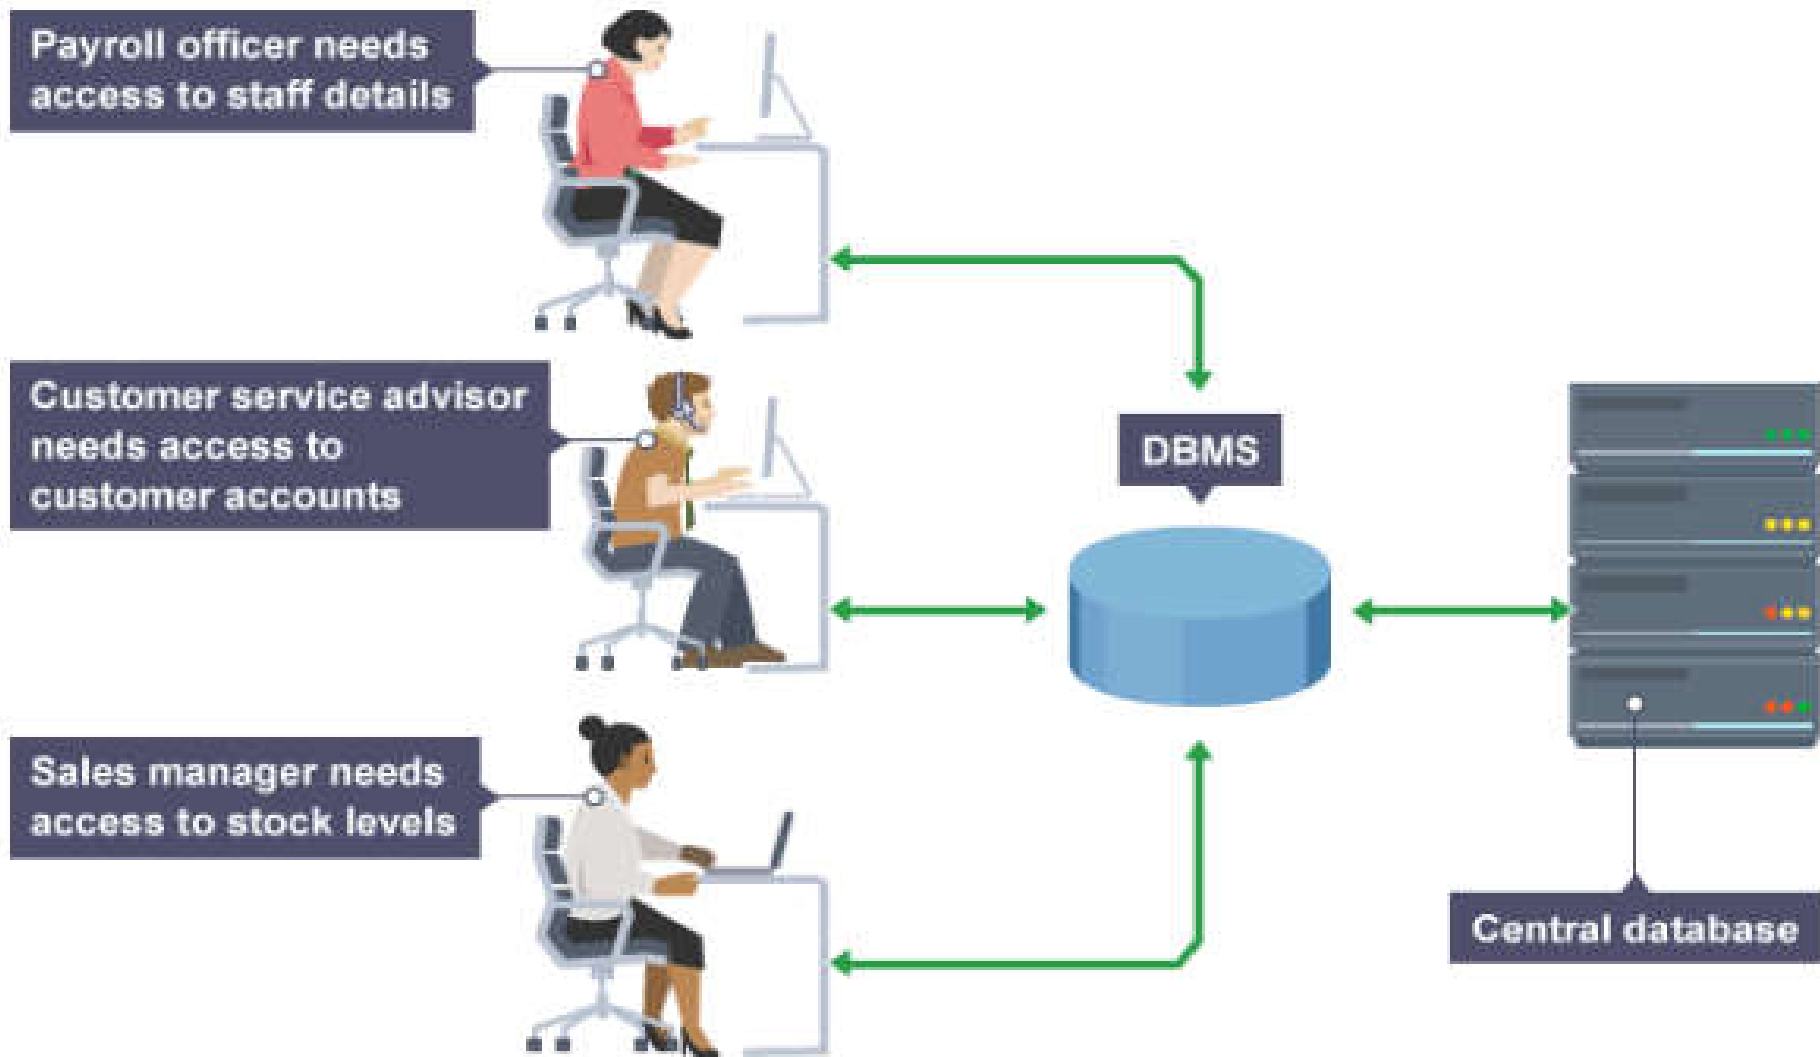 Payroll officer needs
access to staff details
Customer service advisor
needs access to
customer accounts
DBMS
Sales manager needs
access to stock levels
Central database